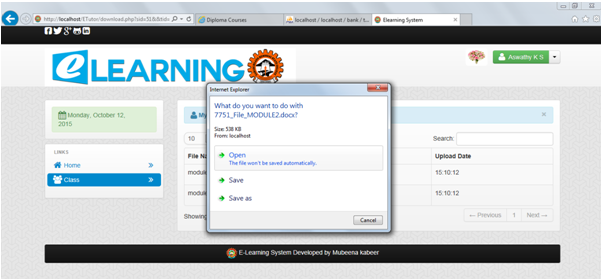 http://localhost/ETutor/download.php?sid=51&&tid=
Diploma Courses
localhost / localhost / bank / t...
Elearning System
eLEARNING
Aswathy K S
Internet Explorer
What do you want to do with
7751_File_MODULE2.docx?
Size: 538 KB
From: localhost
Open
The file won't be saved automatically.
Save
Save as
Cancel
Monday, October 12,
2015
LINKS
Home
Class
My
10
Search:
File Na
Upload Date
module
15:10:12
module
15:10:12
Showing
← Previous
1
Next →
E-Learning System Developed by Mubeena kabeer